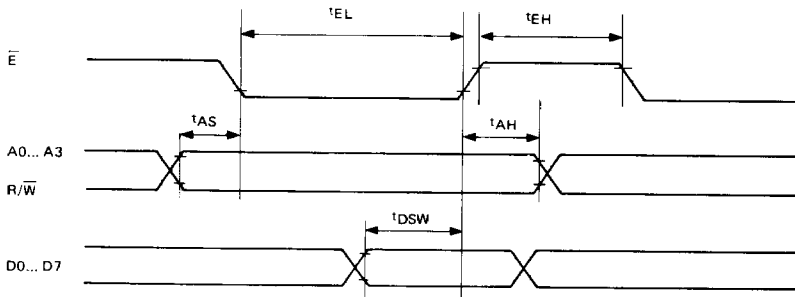 tEL
tEH
E̅
tAS
tAH
A0... A3
R/W̅
tDSW
D0... D7